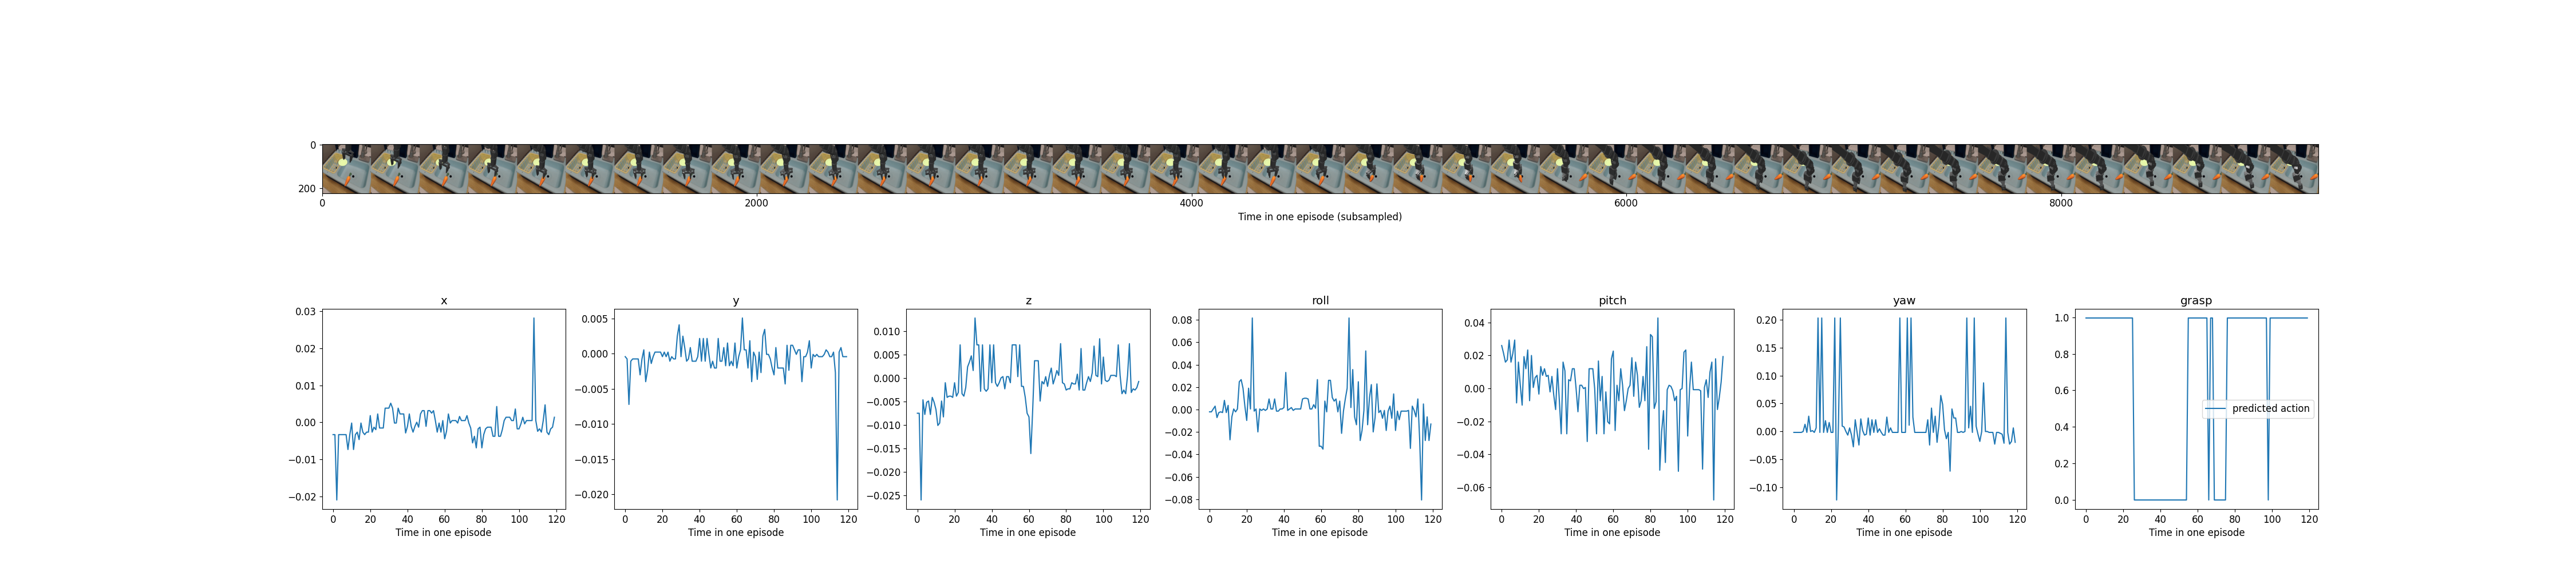 0
200
0 2000 4000 6000 8000
Time in one episode (subsampled)
x
0.03
0.02
0.01
0.00
−0.01
−0.02
0 20 40 60 80 100 120
Time in one episode
y
0.005
0.000
−0.005
−0.010
−0.015
−0.020
0 20 40 60 80 100 120
Time in one episode
z
0.010
0.005
0.000
−0.005
−0.010
−0.015
−0.020
−0.025
0 20 40 60 80 100 120
Time in one episode
roll
0.08
0.06
0.04
0.02
0.00
−0.02
−0.04
−0.06
−0.08
0 20 40 60 80 100 120
Time in one episode
pitch
0.04
0.02
0.00
−0.02
−0.04
−0.06
0 20 40 60 80 100 120
Time in one episode
yaw
0.20
0.15
0.10
0.05
0.00
−0.05
−0.10
0 20 40 60 80 100 120
Time in one episode
grasp
1.0
0.8
0.6
0.4
0.2
0.0
predicted action
0 20 40 60 80 100 120
Time in one episode